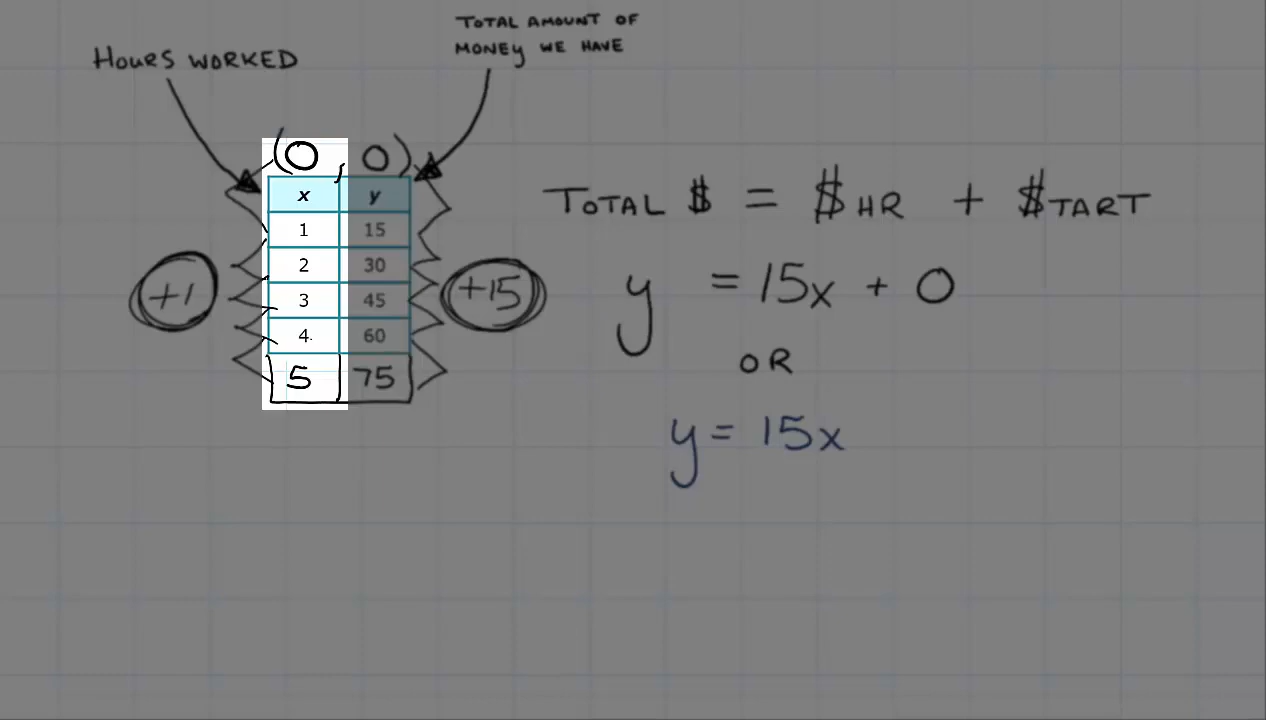 TOTAL AMOUNT OF
MONEY WE HAVE
HOURS WORKED
(0, 0)
x y
1 15
2 30
3 45
4 60
5 75
+1
+15
TOTAL $ = $HR + $TART
y = 15x + 0
OR
y = 15x